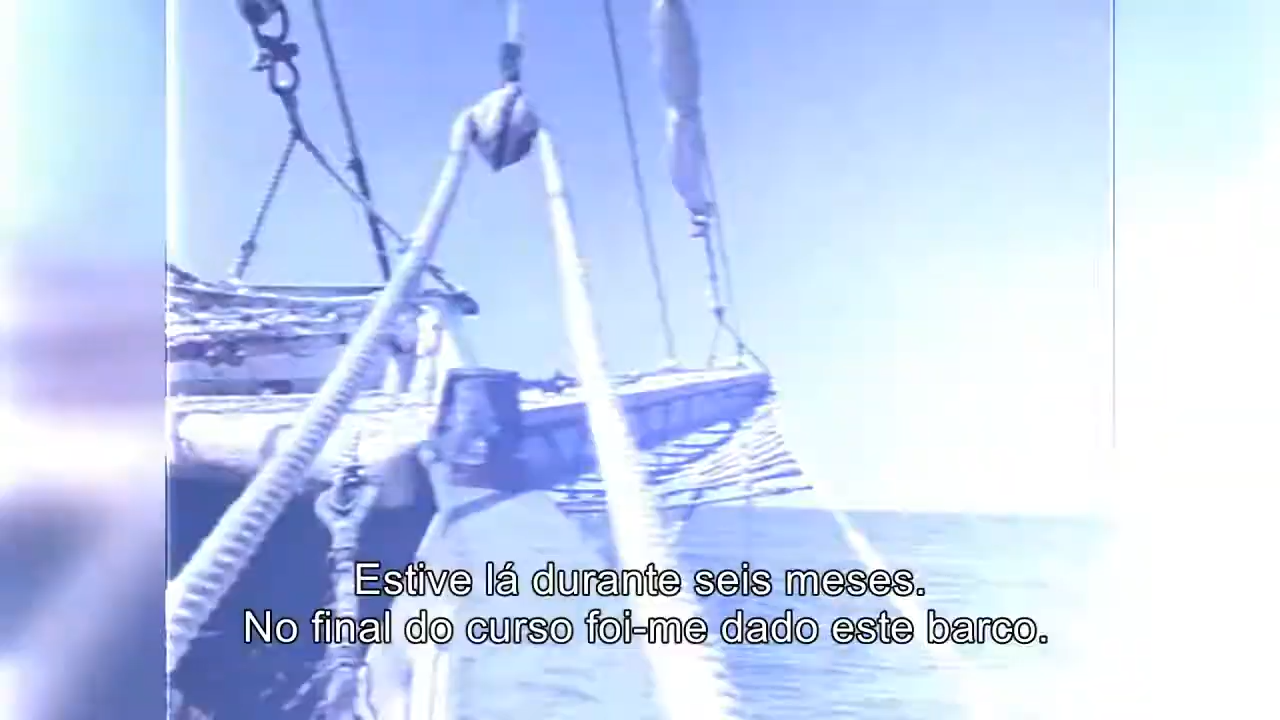 Estive lá durante seis meses.
No final do curso foi-me dado este barco.